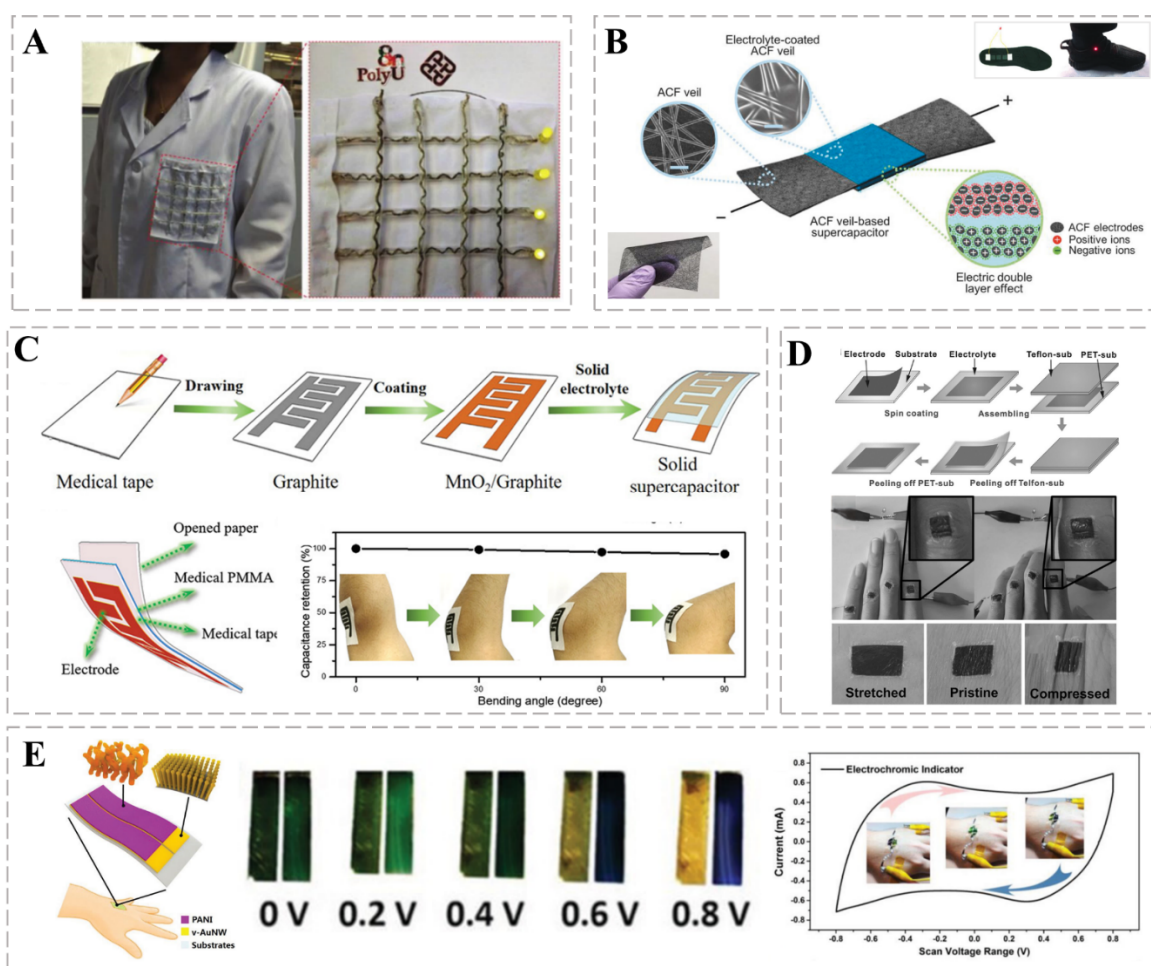 A
8n
PolyU
B
Electrolyte-coated
ACF veil
ACF veil
+
−
ACF veil-based
supercapacitor
ACF electrodes
Positive ions
Negative ions
Electric double
layer effect
C
Drawing
Coating
Solid
electrolyte
Medical tape
Graphite
MnO₂/Graphite
Solid
supercapacitor
Opened paper
Medical PMMA
Medical tape
Electrode
Capacitance retention (%)
100
75
50
25
0
0
30
60
90
Bending angle (degree)
D
Electrode
Substrate
Electrolyte
Teflon-sub
PET-sub
Spin coating
Assembling
Peeling off PET-sub
Peeling off Telfon-sub
Stretched
Pristine
Compressed
E
PANI
v-AuNW
Substrates
0 V
0.2 V
0.4 V
0.6 V
0.8 V
Electrochromic Indicator
Current (mA)
0.8
0.6
0.4
0.2
0.0
-0.2
-0.4
-0.6
-0.8
-0.8
-0.6
-0.4
-0.2
0.0
0.2
0.4
0.6
0.8
Scan Voltage Range (V)